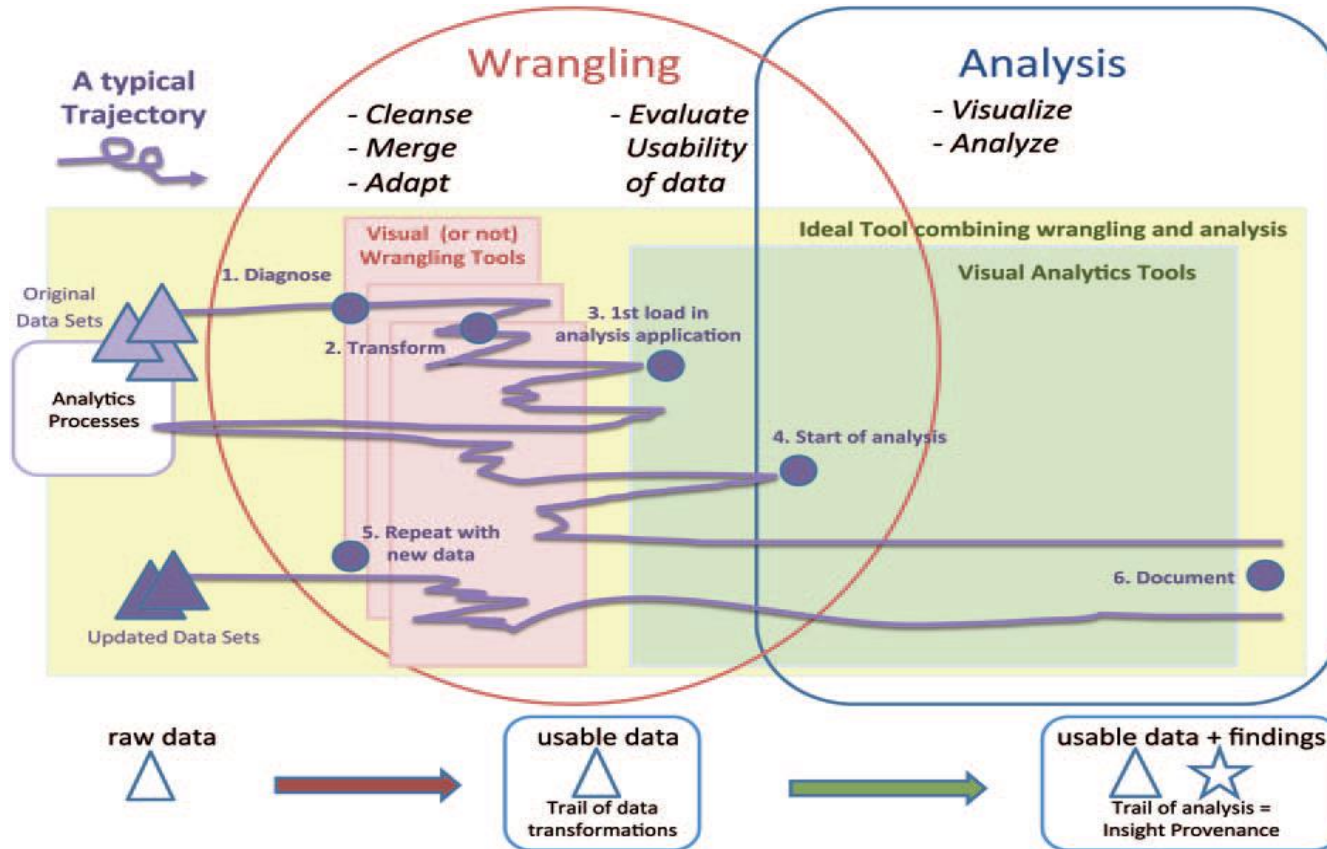 Wrangling
Analysis
A typical
Trajectory
- Cleanse
- Merge
- Adapt
- Evaluate
Usability
of data
- Visualize
- Analyze
Visual (or not)
Wrangling Tools
Ideal Tool combining wrangling and analysis
Visual Analytics Tools
1. Diagnose
Original
Data Sets
2. Transform
3. 1st load in
analysis application
Analytics
Processes
4. Start of analysis
5. Repeat with
new data
6. Document
Updated Data Sets
raw data
usable data
Trail of data
transformations
usable data + findings
Trail of analysis =
Insight Provenance